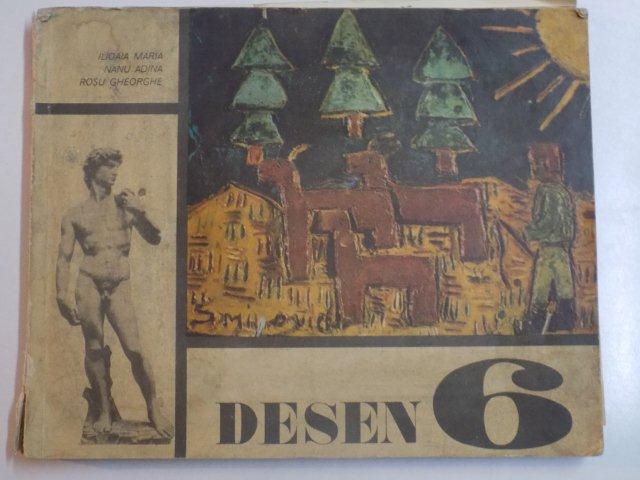 ILIOAIA MARIA
NANU ADINA
ROSU GHEORGHE
DESEN 6